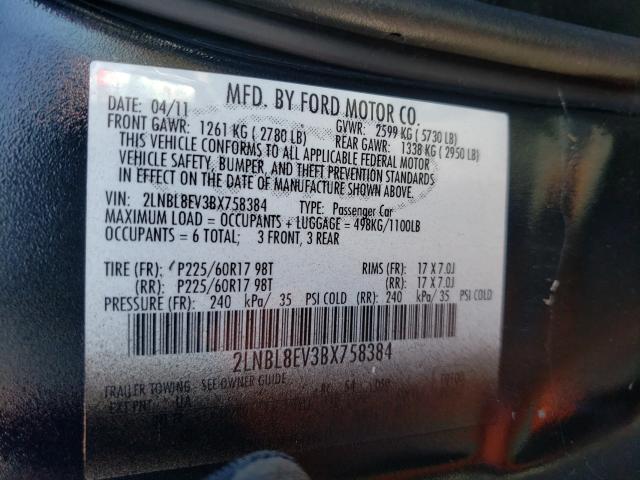 MFD. BY FORD MOTOR CO.
DATE: 04/11 GVWR: 2599 KG ( 5730 LB)
FRONT GAWR: 1261 KG ( 2780 LB) REAR GAWR: 1338 KG ( 2950 LB)
THIS VEHICLE CONFORMS TO ALL APPLICABLE FEDERAL MOTOR
VEHICLE SAFETY, BUMPER, AND THEFT PREVENTION STANDARDS
IN EFFECT ON THE DATE OF MANUFACTURE SHOWN ABOVE.
VIN: 2LNBL8EV3BX758384 TYPE: Passenger Car
MAXIMUM LOAD = OCCUPANTS + LUGGAGE = 498KG/1100LB
OCCUPANTS = 6 TOTAL; 3 FRONT, 3 REAR
TIRE (FR): P225/60R17 98T RIMS (FR): 17 X 7.0J
(RR): P225/60R17 98T (RR): 17 X 7.0J
PRESSURE (FR): 240 kPa/ 35 PSI COLD (RR): 240 kPa/ 35 PSI COLD
2LNBL8EV3BX758384
TRAILER TOWING - SEE OWNER GUIDE
EXT PNT: UA